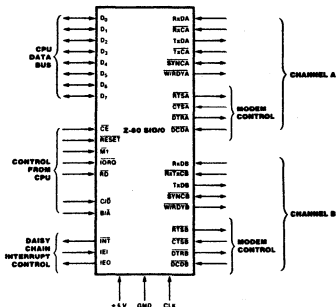 CPU
DATA
BUS
D0
D1
D2
D3
D4
D5
D6
D7
CONTROL
FROM
CPU
CE
RESET
M1
IORQ
RD
C/D
B/A
DAISY
CHAIN
INTERRUPT
CONTROL
INT
IEI
IEO
Z-80 SIO/0
RxDA
RxCA
TxDA
TxCA
SYNCA
W/RDYA
RTSA
CTSA
DTRA
DCDA
MODEM
CONTROL
CHANNEL A
RxDB
RxTxCB
TxDB
SYNCB
W/RDYB
RTSB
CTSB
DTRB
DCDB
MODEM
CONTROL
CHANNEL B
+5V GND CLK